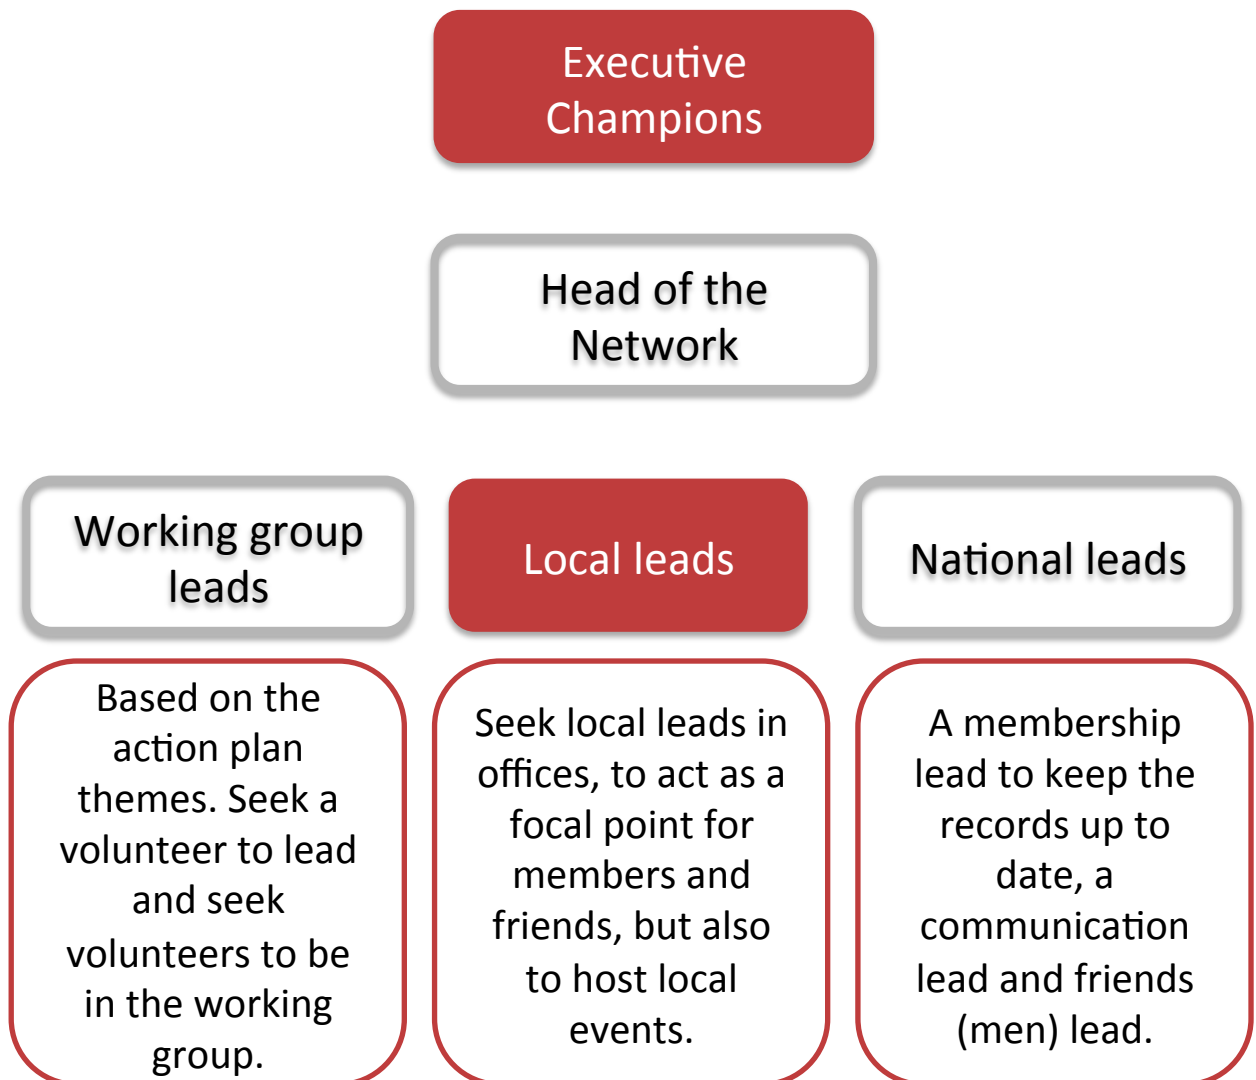 Executive
Champions
Head of the
Network
Working group
leads
Local leads
National leads
Based on the
action plan
themes. Seek a
volunteer to lead
and seek
volunteers to be
in the working
group.
Seek local leads in
offices, to act as a
focal point for
members and
friends, but also
to host local
events.
A membership
lead to keep the
records up to
date, a
communication
lead and friends
(men) lead.